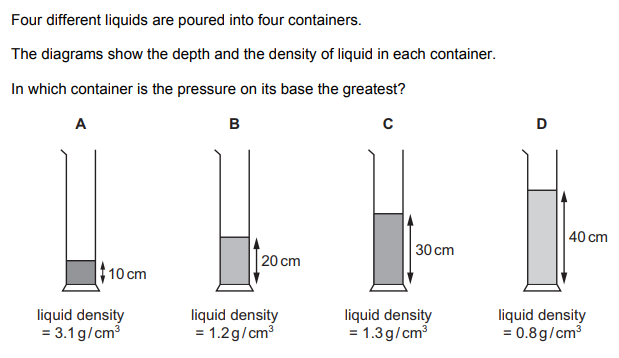 Four different liquids are poured into four containers.
The diagrams show the depth and the density of liquid in each container.
In which container is the pressure on its base the greatest?
A B C D
10 cm
20 cm
30 cm
40 cm
liquid density liquid density liquid density liquid density
= 3.1 g/cm³ = 1.2 g/cm³ = 1.3 g/cm³ = 0.8 g/cm³